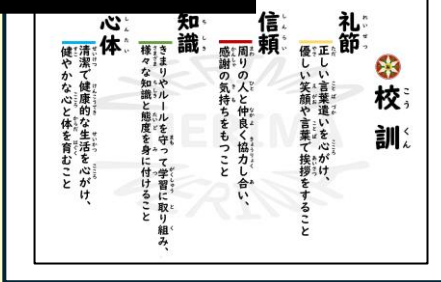 校訓
礼節
正しい言葉遣いを心がけ、
優しい笑顔や言葉で挨拶をすること
信頼
周りの人と仲良く協力し合い、
感謝の気持ちをもつこと
知識
きまりやルールを守って学習に取り組み、
様々な知識と態度を身に付けること
心体
清潔で健康的な生活を心がけ、
健やかな心と体を育むこと